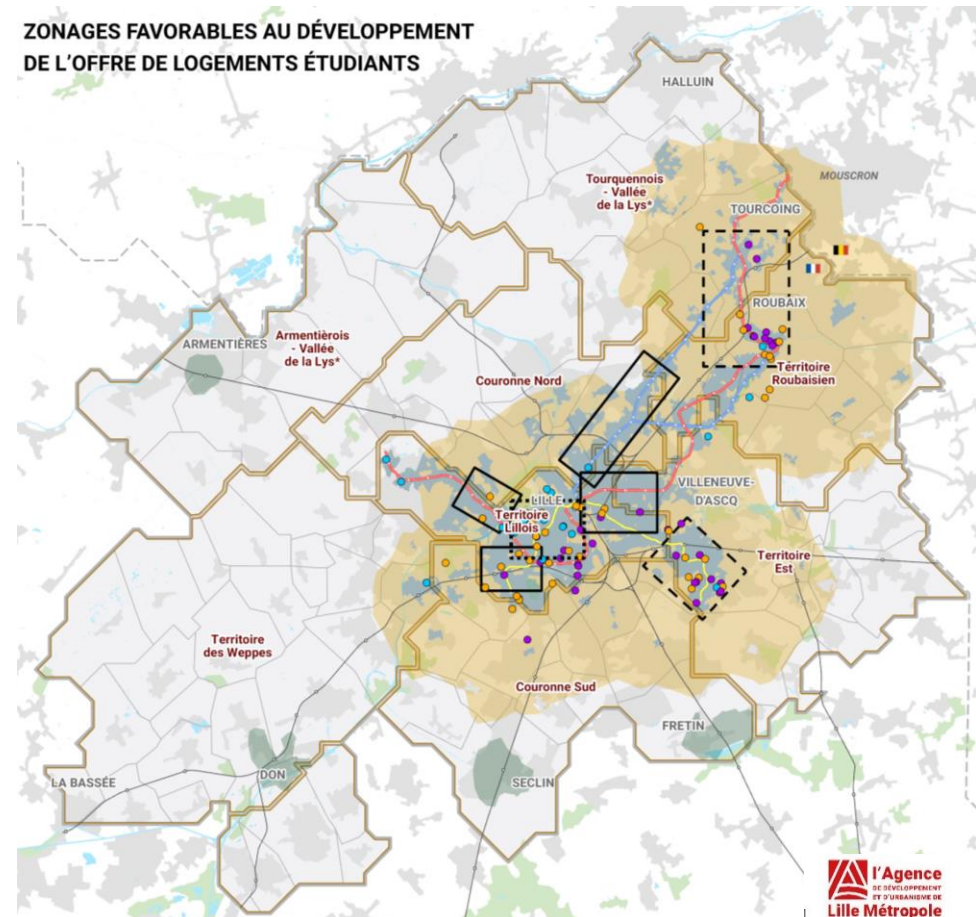 ZONAGES FAVORABLES AU DÉVELOPPEMENT
DE L'OFFRE DE LOGEMENTS ÉTUDIANTS
HALLUIN
Tourquennois
- Vallée
de la Lys*
MOUSCRON
TOURCOING
ROUBAIX
ARMENTIÈRES
Armentièrois
- Vallée
de la Lys*
Couronne Nord
Térritoire
Roubaisien
VILLENEUVE-
D'ASCQ
LILLE
Territoire
Lillois
Territoire
Est
Territoire
des Weppes
Couronne Sud
FRETIN
DON
LA BASSÉE
SECLIN
l'Agence
DE DÉVELOPPEMENT
ET D'URBANISME DE
Lille Métropole